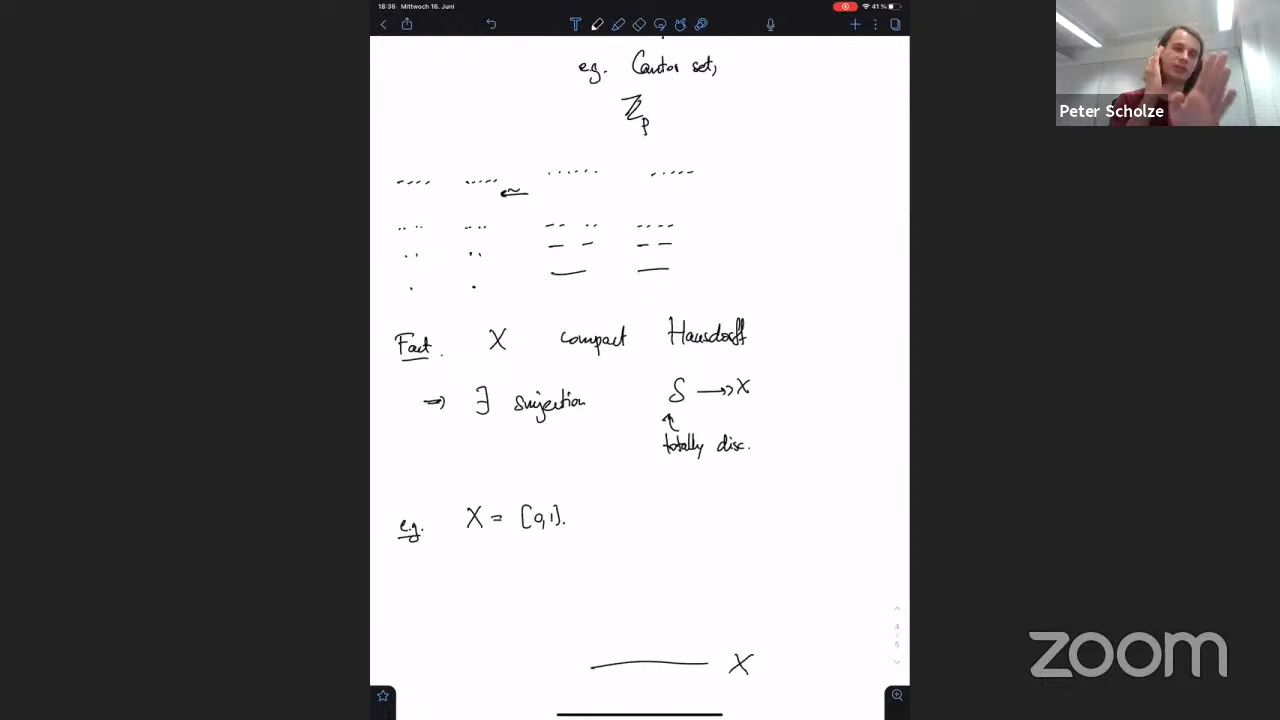 18:36 Mittwoch 16. Juni
41 %
T
e.g. Cantor set,
ℤ_p
Peter Scholze
Fact. X compact Hausdorff
⇒ ∃ surjection S ↠ X
↑
totally disc.
e.g. X = [0,1].
X
zoom